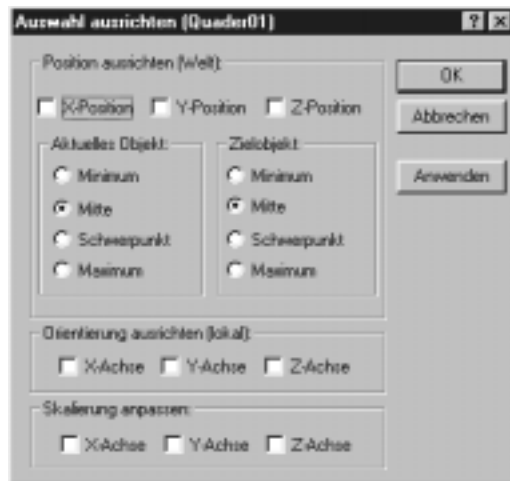 Auswahl ausrichten (Quader01)
Position ausrichten (Welt):
X-Position Y-Position Z-Position
Aktuelles Objekt:
Minimum
Mitte
Schwerpunkt
Maximum
Zielobjekt:
Minimum
Mitte
Schwerpunkt
Maximum
Orientierung ausrichten (lokal):
X-Achse Y-Achse Z-Achse
Skalierung anpassen:
X-Achse Y-Achse Z-Achse
OK
Abbrechen
Anwenden